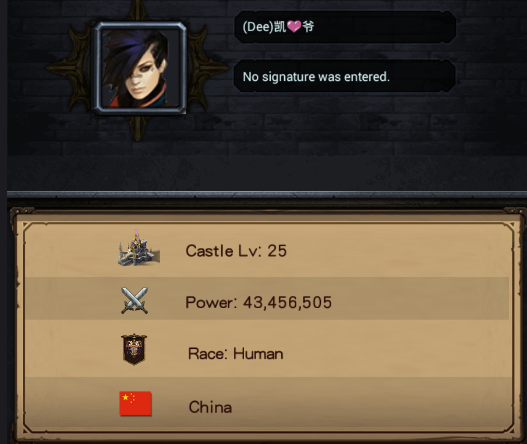 (Dee)凯💗爷
No signature was entered.
Castle Lv: 25
Power: 43,456,505
Race: Human
China